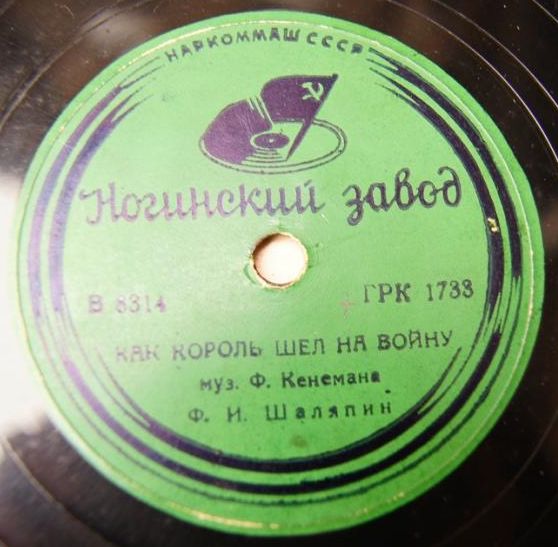 НАРКОММАШ СССР
Ногинский завод
В 8314 ГРК 1733
КАК КОРОЛЬ ШЕЛ НА ВОЙНУ
муз. Ф. Кенемана
Ф. И. Шаляпин